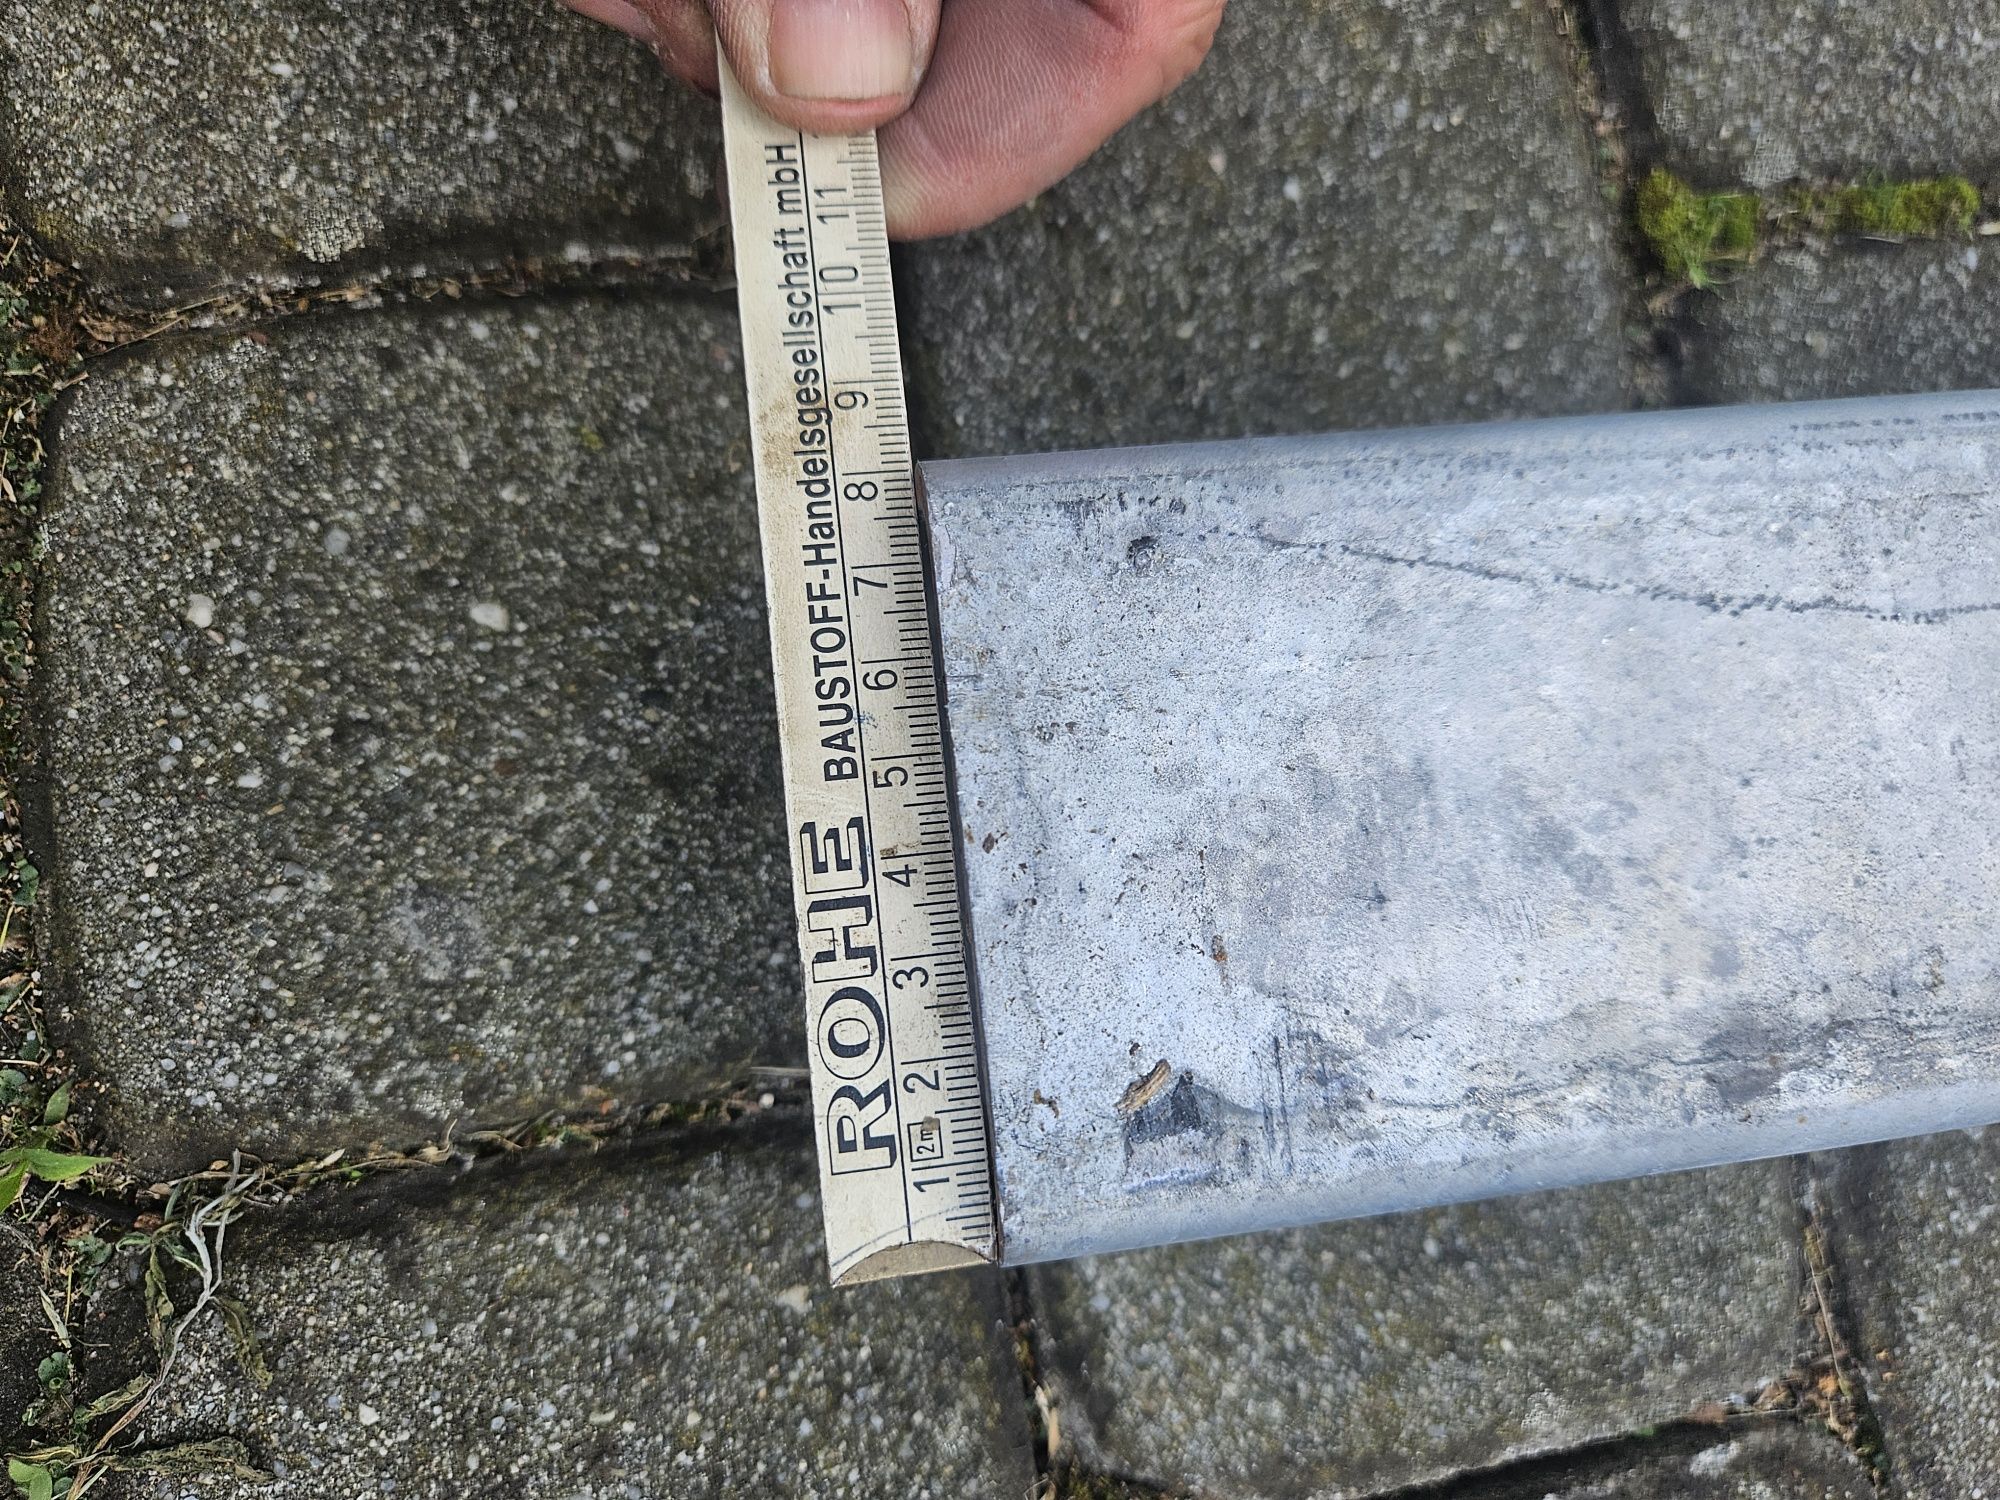 ROHE BAUSTOFF-Handelsgesellschaft mbH
1 2m 2 3 4 5 6 7 8 9 10 11